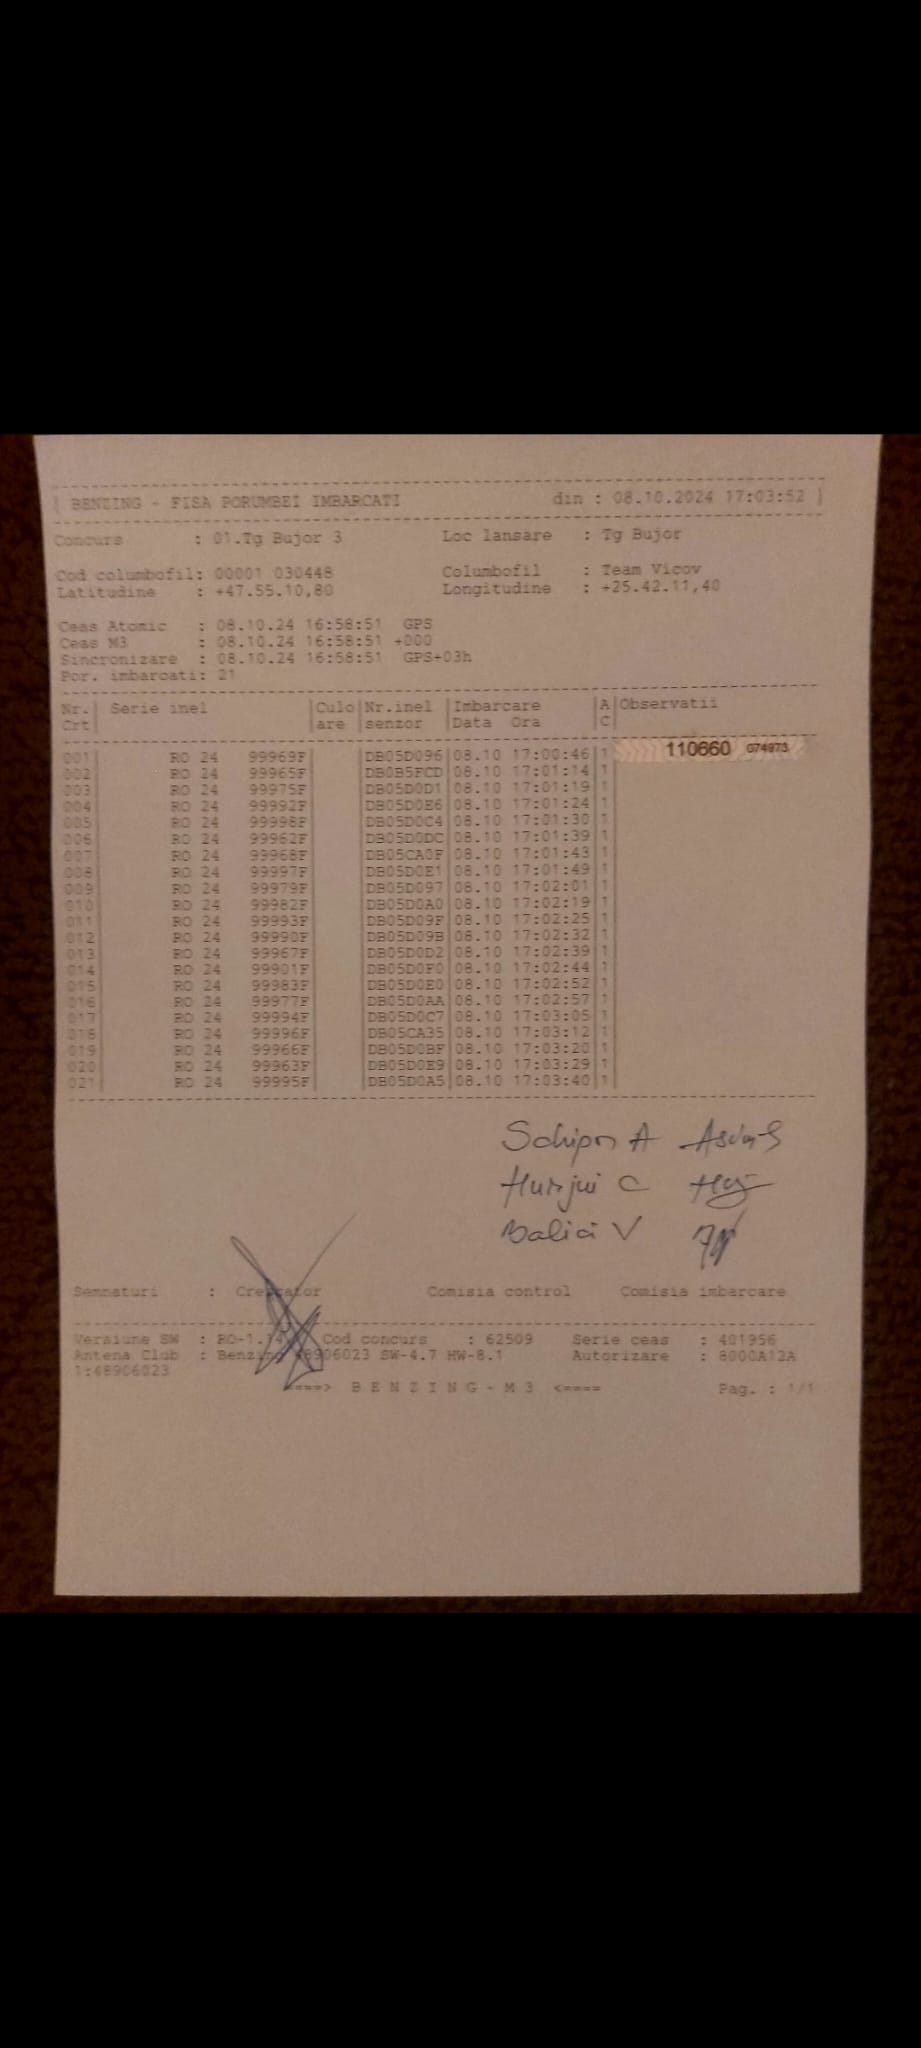 | BENZING - FISA PORUMBEI IMBARCATI din : 08.10.2024 17:03:52 |
Concurs : 01.Tg Bujor 3 Loc lansare : Tg Bujor
Cod columbofil: 00001 030448 Columbofil : Team Vicov
Latitudine : +47.55.10,80 Longitudine : +25.42.11,40
Ceas Atomic : 08.10.24 16:58:51 GPS
Ceas M3 : 08.10.24 16:58:51 +000
Sincronizare : 08.10.24 16:58:51 GPS+03h
Por. imbarcati: 21
Nr.| Serie inel |Culo|Nr.inel |Imbarcare |A|Observatii
Crt| |are |senzor |Data Ora |C|
001| RO 24 99969F| |DB05D096|08.10 17:00:46|1| 110660 G74973
002| RO 24 99965F| |DB0B5FCD|08.10 17:01:14|1|
003| RO 24 99975F| |DB05D0D1|08.10 17:01:19|1|
004| RO 24 99992F| |DB05D0E6|08.10 17:01:24|1|
005| RO 24 99998F| |DB05D0C4|08.10 17:01:30|1|
006| RO 24 99962F| |DB05D0DC|08.10 17:01:39|1|
007| RO 24 99968F| |DB05CA0F|08.10 17:01:43|1|
008| RO 24 99997F| |DB05D0E1|08.10 17:01:49|1|
009| RO 24 99979F| |DB05D097|08.10 17:02:01|1|
010| RO 24 99982F| |DB05D0A0|08.10 17:02:19|1|
011| RO 24 99993F| |DB05D09F|08.10 17:02:25|1|
012| RO 24 99990F| |DB05D09B|08.10 17:02:32|1|
013| RO 24 99967F| |DB05D0D2|08.10 17:02:39|1|
014| RO 24 99901F| |DB05D0F0|08.10 17:02:44|1|
015| RO 24 99983F| |DB05D0E0|08.10 17:02:52|1|
016| RO 24 99977F| |DB05D0AA|08.10 17:02:57|1|
017| RO 24 99994F| |DB05D0C7|08.10 17:03:05|1|
018| RO 24 99996F| |DB05CA35|08.10 17:03:12|1|
019| RO 24 99966F| |DB05D0BF|08.10 17:03:20|1|
020| RO 24 99963F| |DB05D0E9|08.10 17:03:29|1|
021| RO 24 99995F| |DB05D0A5|08.10 17:03:40|1|
A
C
V
Semnaturi : Crescator Comisia control Comisia imbarcare
Versiune SW : Cod concurs : 62509 Serie ceas : 401956
Antena Club : Benzing 48906023 SW-4.7 HW-8.1 Autorizare : 8000A12A
1:48906023
====> B E N Z I N G - M 3 <==== Pag. : 1/1